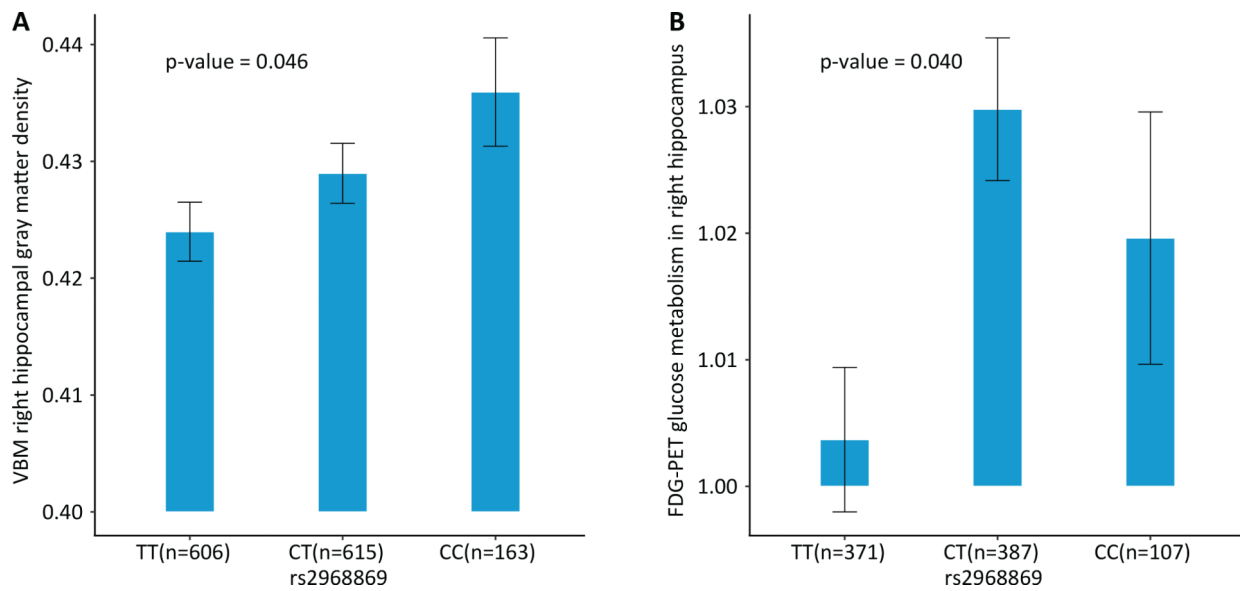 A
VBM right hippocampal gray matter density
p-value = 0.046
0.44
0.43
0.42
0.41
0.40
TT(n=606) CT(n=615) CC(n=163)
rs2968869
B
FDG-PET glucose metabolism in right hippocampus
p-value = 0.040
1.03
1.02
1.01
1.00
TT(n=371) CT(n=387) CC(n=107)
rs2968869